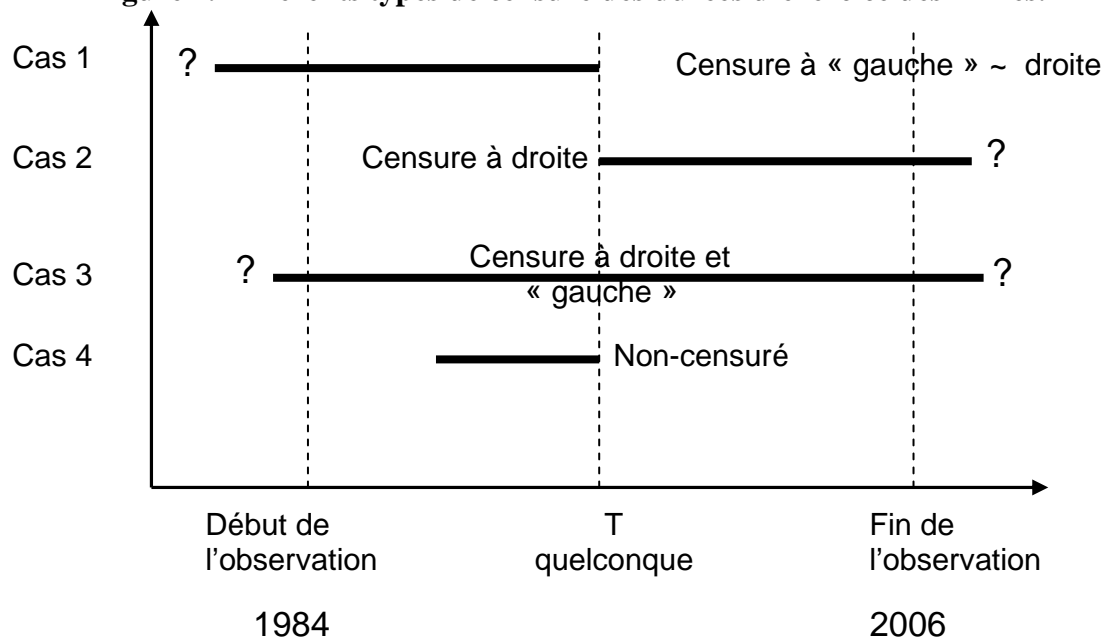 Cas 1
?
Censure à « gauche » ~ droite
Cas 2
Censure à droite
?
Cas 3
?
Censure à droite et
« gauche »
?
Cas 4
Non-censuré
Début de
l'observation
T
quelconque
Fin de
l'observation
1984
2006